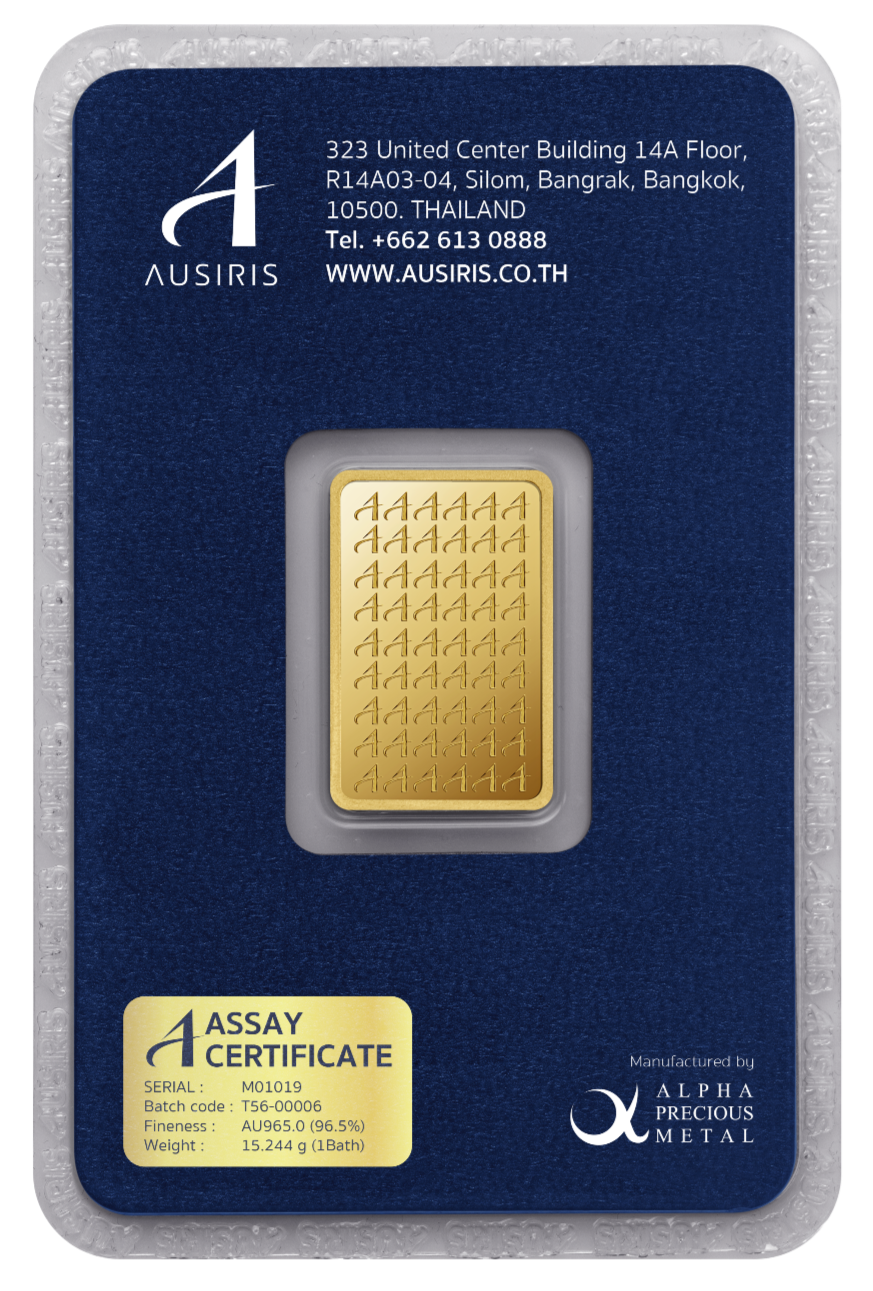 AUSIRIS
323 United Center Building 14A Floor,
R14A03-04, Silom, Bangrak, Bangkok,
10500. THAILAND
Tel. +662 613 0888
WWW.AUSIRIS.CO.TH
A A A A A A
A A A A A A
A A A A A A
A A A A A A
A A A A A A
A A A A A A
A A A A A A
A A A A A A
A A A A A A
ASSAY
CERTIFICATE
SERIAL : M01019
Batch code : T56-00006
Fineness : AU965.0 (96.5%)
Weight : 15.244 g (1Bath)
Manufactured by
ALPHA
PRECIOUS
METAL